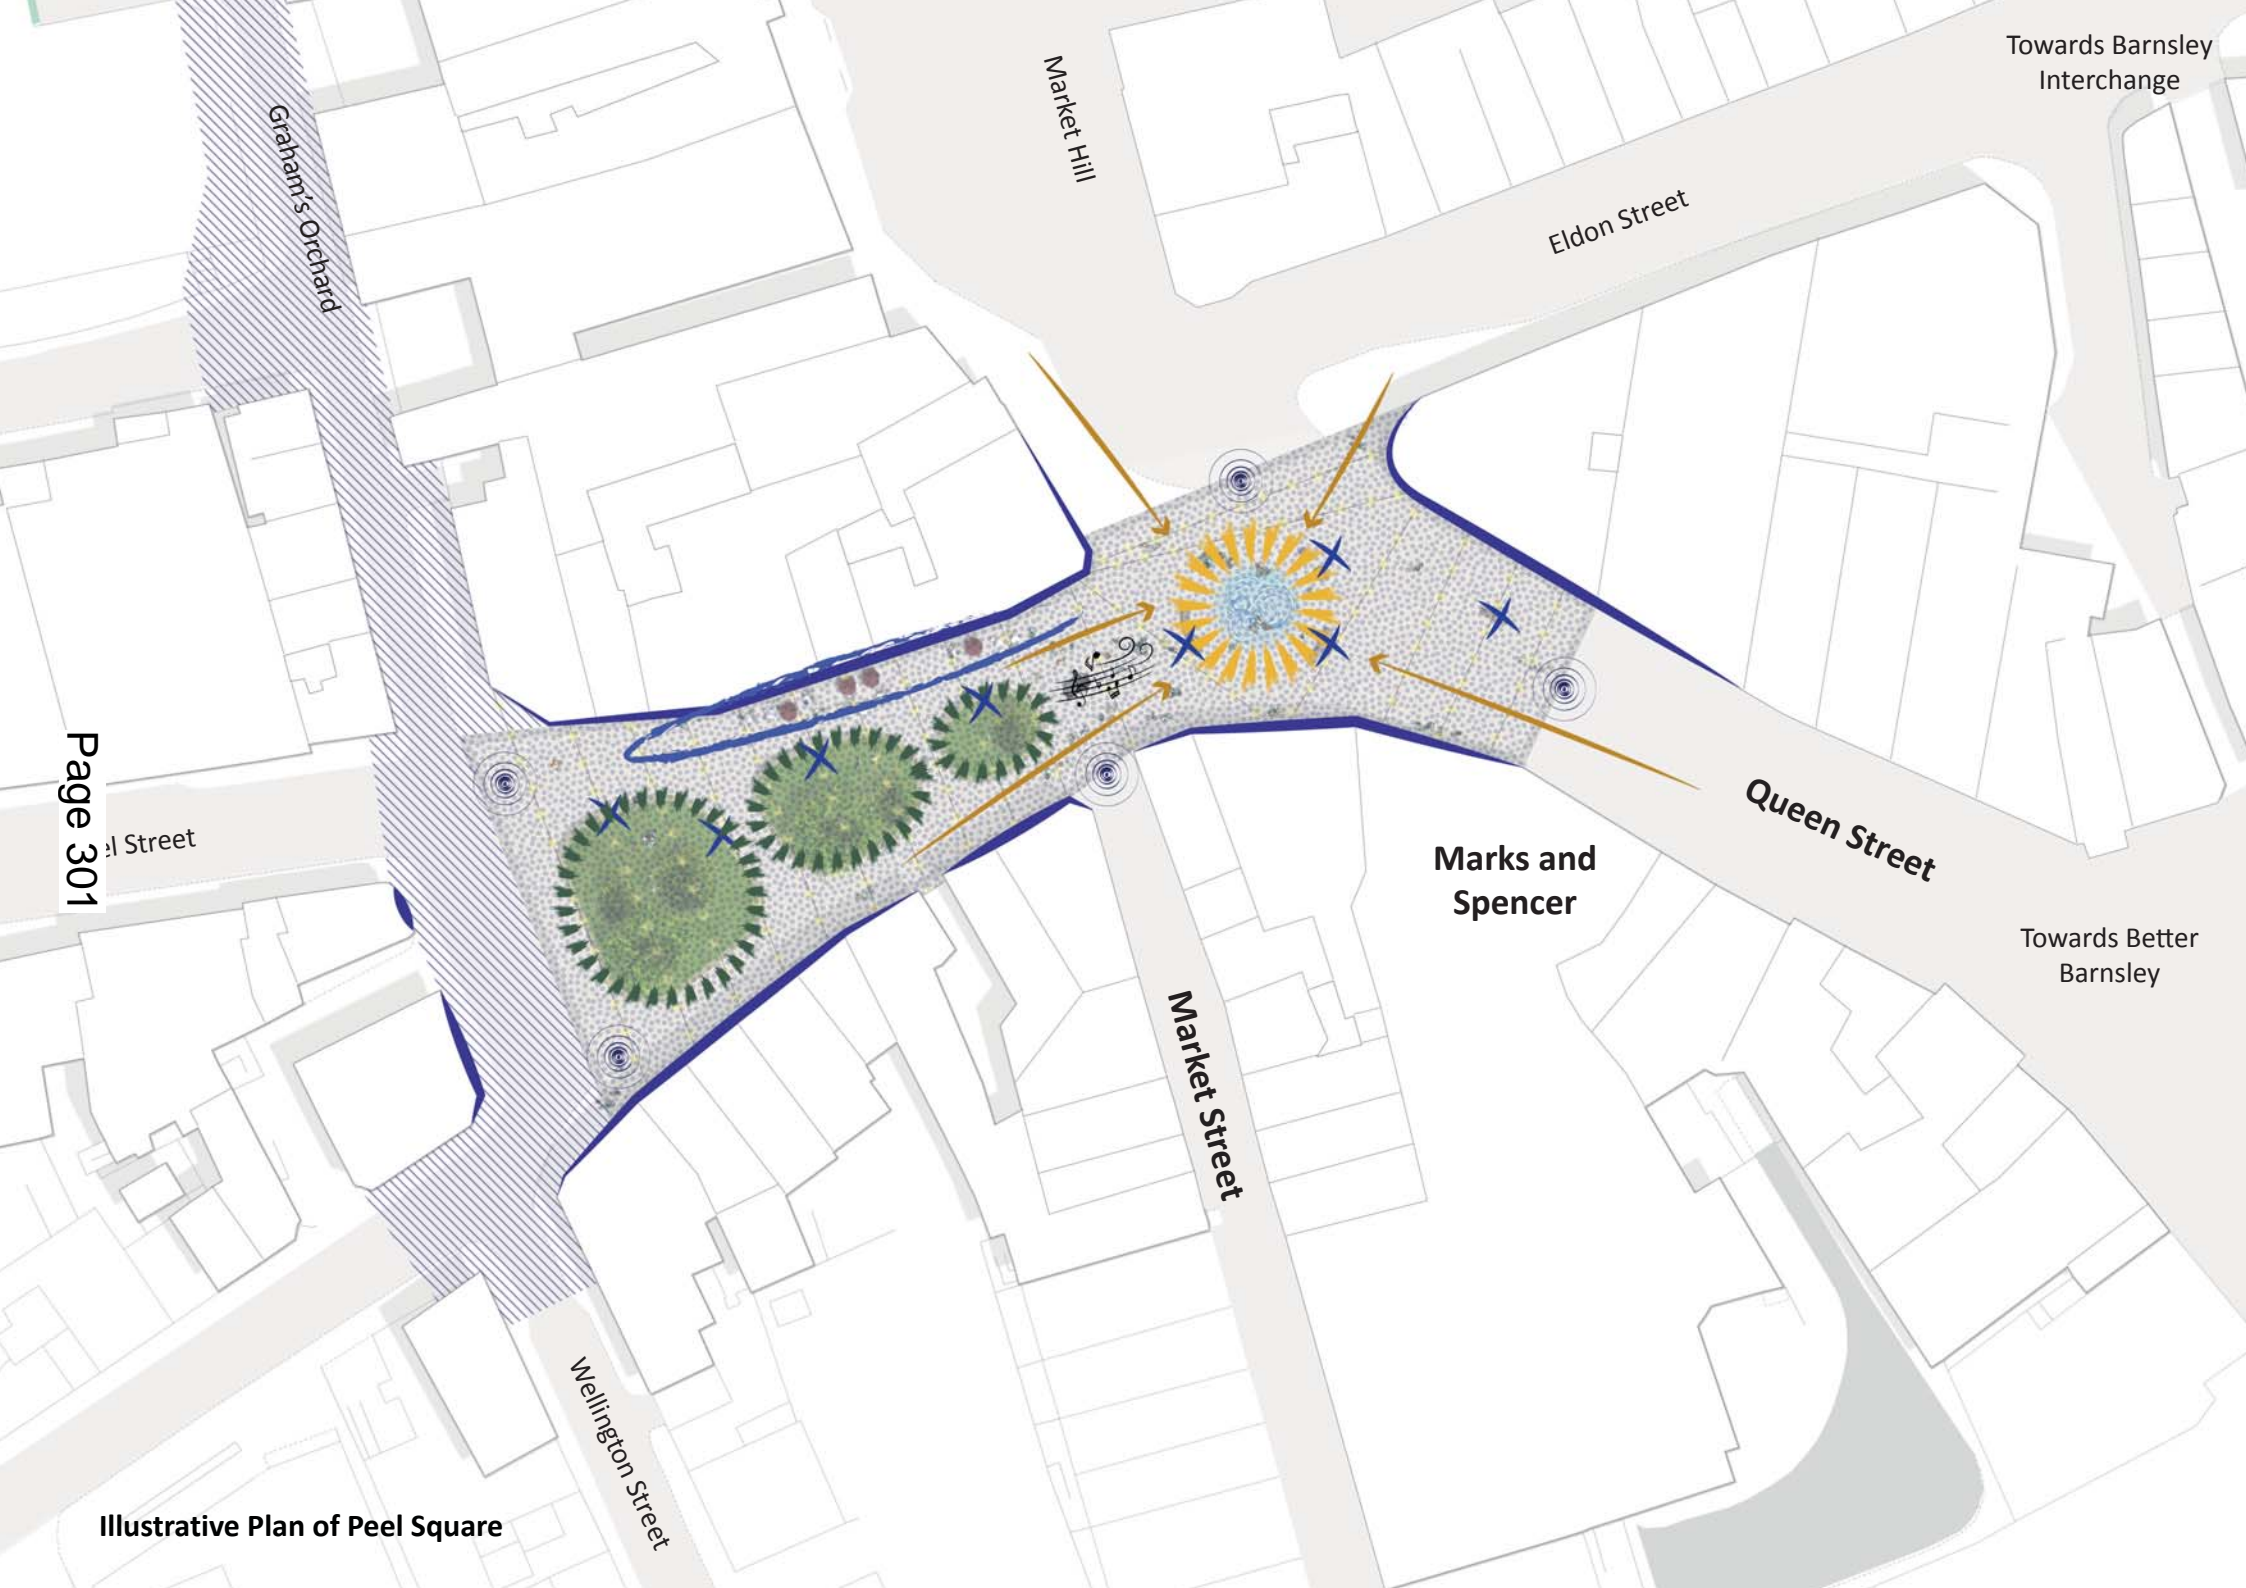 Towards Barnsley
Interchange
Market Hill
Graham's Orchard
Eldon Street
Page 301
Street
Queen Street
Marks and
Spencer
Towards Better
Barnsley
Market Street
Wellington Street
Illustrative Plan of Peel Square